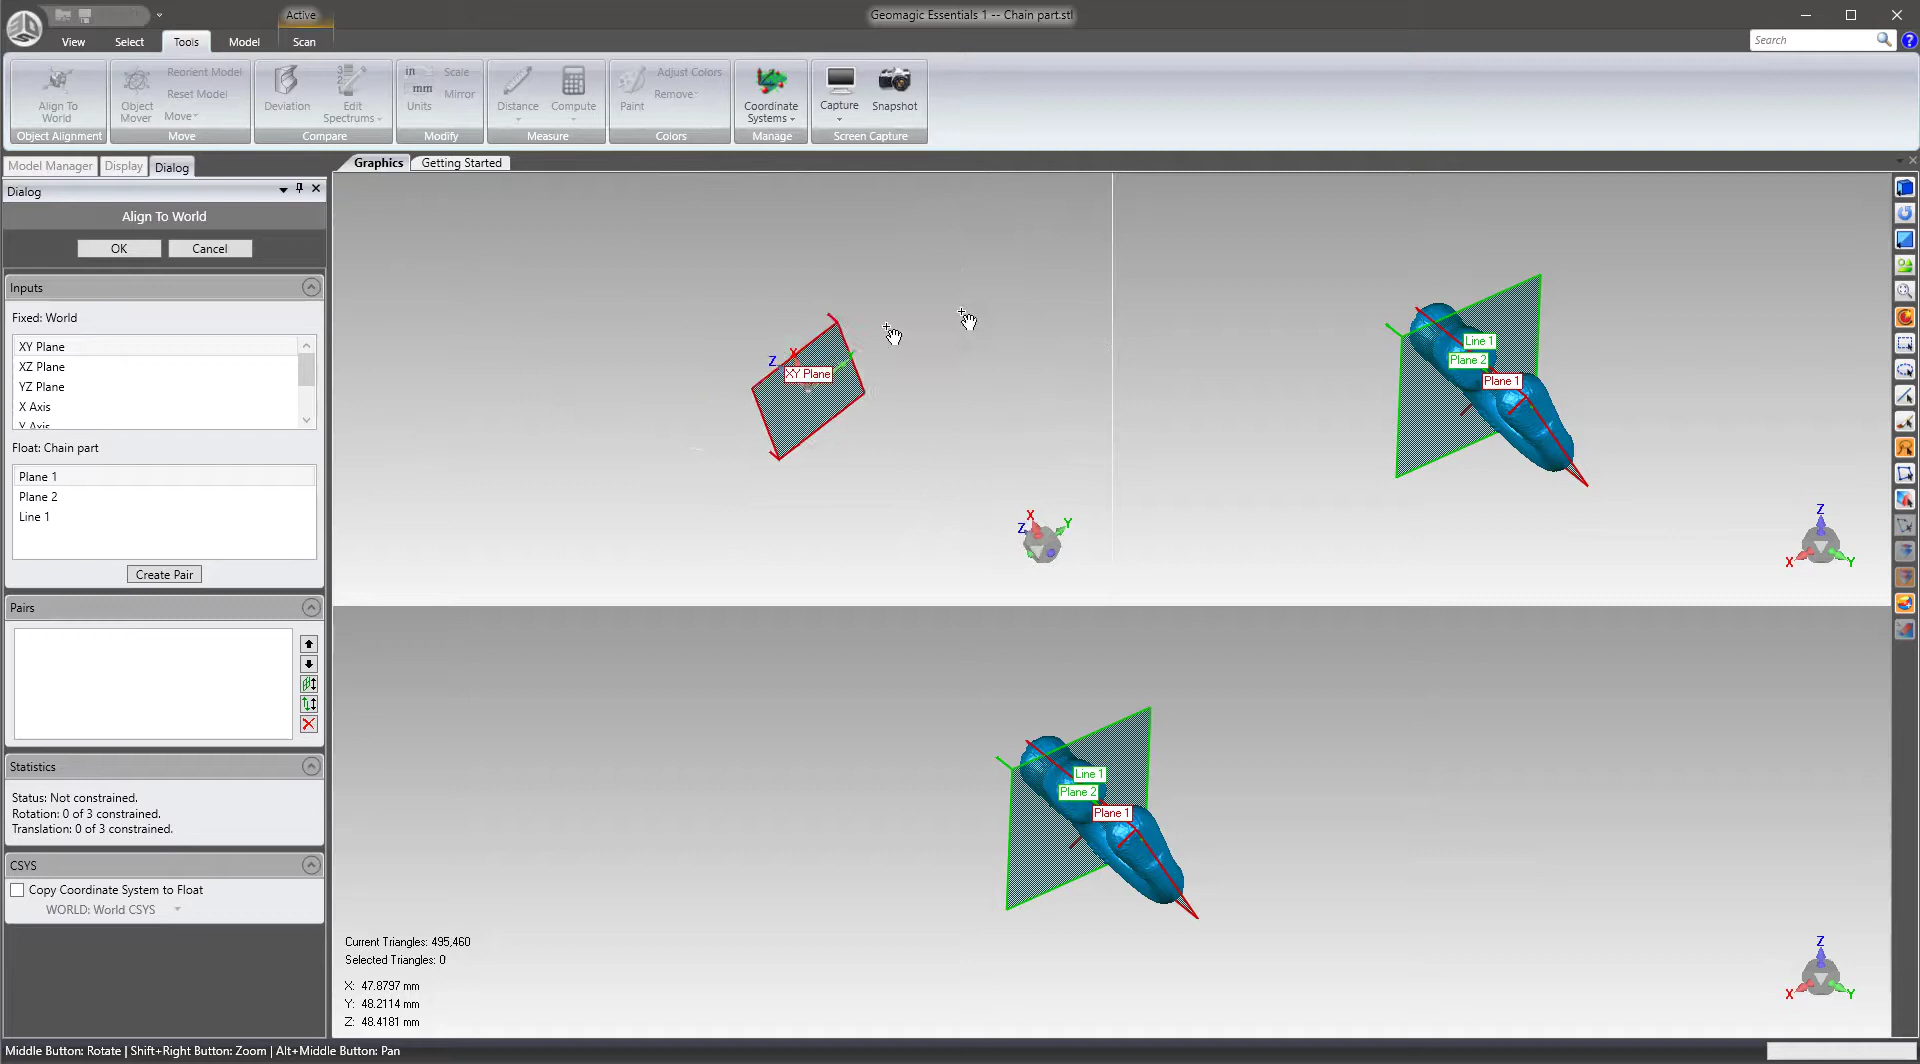 Active
Geomagic Essentials 1 -- Chain part.stl
View
Select
Tools
Model
Scan
Search
Align To
World
Object Alignment
Object
Mover
Reorient Model
Reset Model
Move
Move
Deviation
Edit
Spectrums
Compare
in
mm
Units
Scale
Mirror
Modify
Distance
Compute
Measure
Paint
Adjust Colors
Remove
Colors
Coordinate
Systems
Manage
Capture
Snapshot
Screen Capture
Model Manager
Display
Dialog
Graphics
Getting Started
Dialog
Align To World
OK
Cancel
Inputs
Fixed: World
XY Plane
XZ Plane
YZ Plane
X Axis
Y Axis
Float: Chain part
Plane 1
Plane 2
Line 1
Create Pair
Pairs
Statistics
Status: Not constrained.
Rotation: 0 of 3 constrained.
Translation: 0 of 3 constrained.
CSYS
Copy Coordinate System to Float
WORLD: World CSYS
X
Z
XY Plane
X
Z
Y
Line 1
Plane 2
Plane 1
Z
X
Y
Line 1
Plane 2
Plane 1
Z
X
Y
Current Triangles: 495,460
Selected Triangles: 0
X: 47.8797 mm
Y: 48.2114 mm
Z: 48.4181 mm
Middle Button: Rotate | Shift+Right Button: Zoom | Alt+Middle Button: Pan